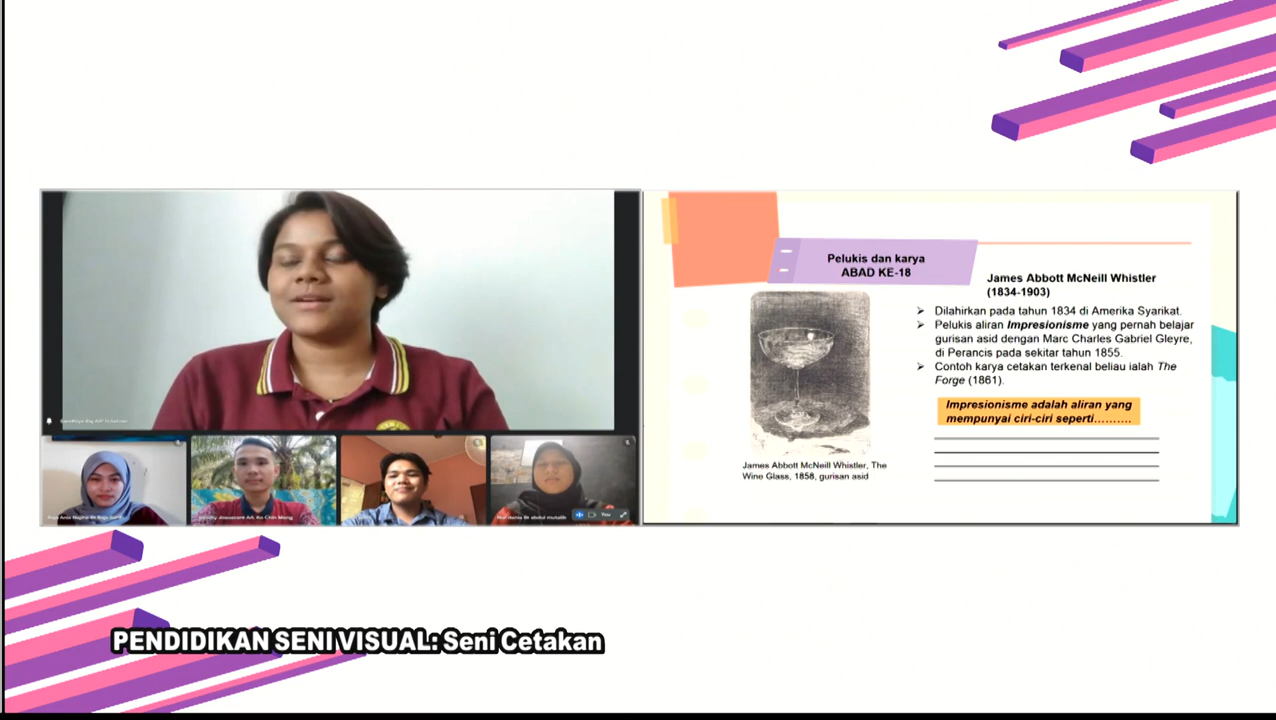 Pelukis dan karya
ABAD KE-18
James Abbott McNeill Whistler
(1834-1903)
➢ Dilahirkan pada tahun 1834 di Amerika Syarikat.
➢ Pelukis aliran Impresionisme yang pernah belajar
gurisan asid dengan Marc Charles Gabriel Gleyre,
di Perancis pada sekitar tahun 1855.
➢ Contoh karya cetakan terkenal beliau ialah The
Forge (1861).
Impresionisme adalah aliran yang
mempunyai ciri-ciri seperti……….
James Abbott McNeill Whistler, The
Wine Glass, 1858, gurisan asid
You
PENDIDIKAN SENI VISUAL: Seni Cetakan